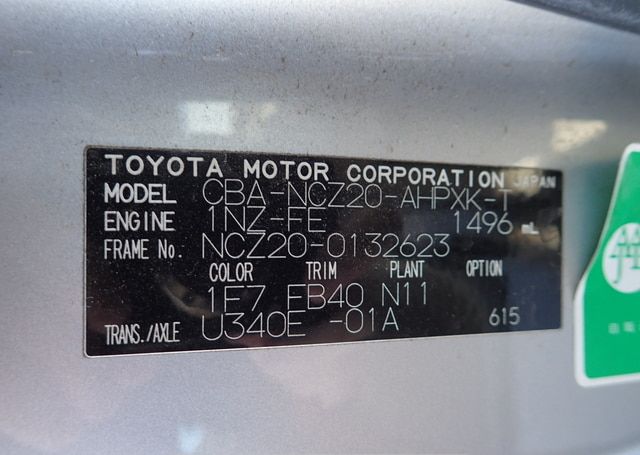 TOYOTA MOTOR CORPORATION JAPAN
MODEL CBA-NCZ20-AHPXK-T
ENGINE 1NZ-FE 1496 mL
FRAME No. NCZ20-0132623
COLOR TRIM PLANT OPTION
1E7 FB40 N11
TRANS./AXLE U340E -01A 615